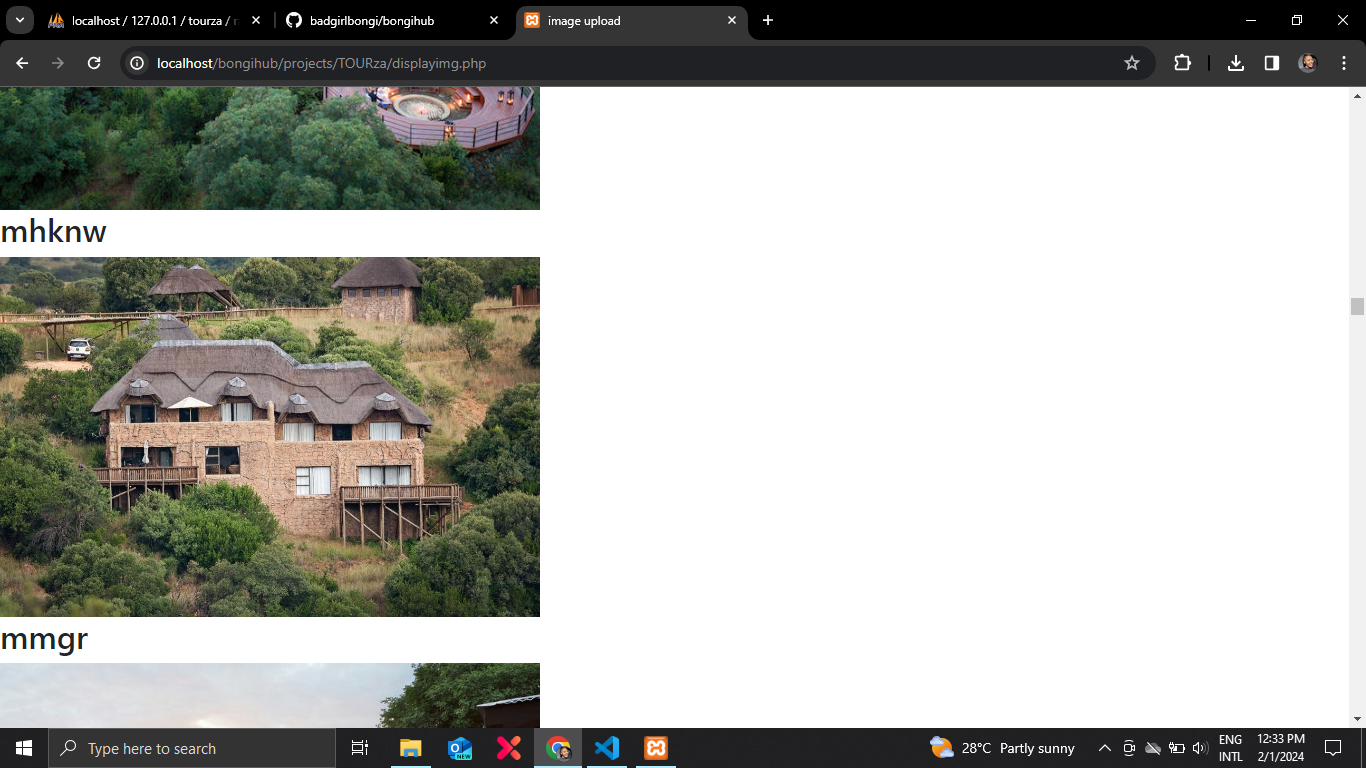 localhost / 127.0.0.1 / tourza /
badgirlbongi/bongihub
image upload
localhost/bongihub/projects/TOURza/displayimg.php
mhknw
mmgr
Type here to search
NEW
28°C Partly sunny
ENG
INTL
12:33 PM
2/1/2024